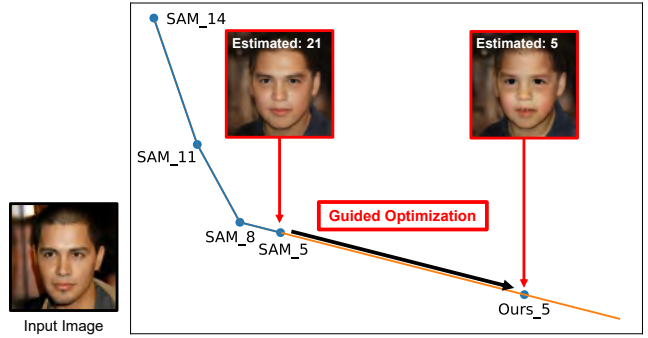 SAM_14
Estimated: 21
Estimated: 5
SAM_11
Guided Optimization
SAM_8
SAM_5
Ours_5
Input Image